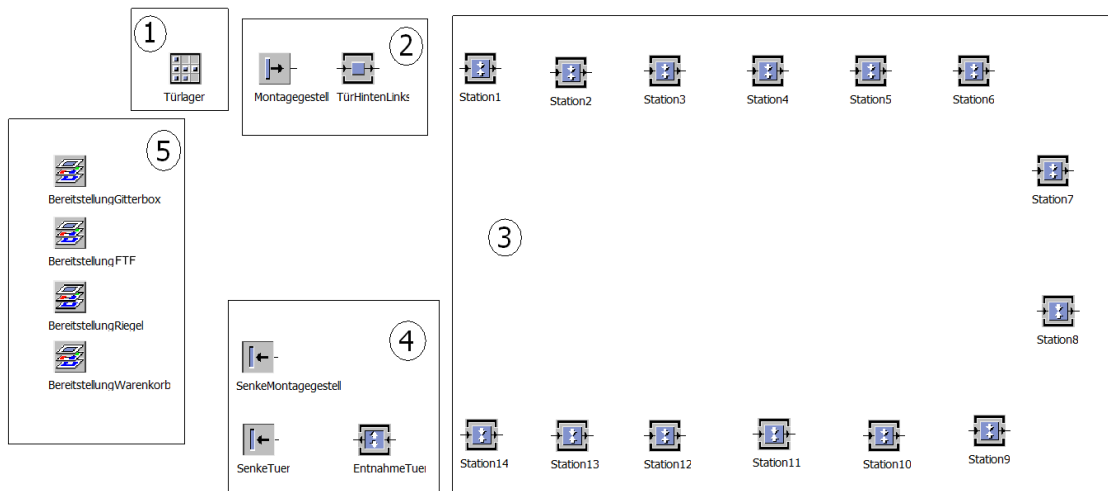 1
Türlager
2
Montagegestell TürHintenLinks
Station1 Station2 Station3 Station4 Station5 Station6
5
BereitstellungGitterbox
BereitstellungFTF
BereitstellungRiegel
BereitstellungWarenkorb
Station7
3
Station8
4
SenkeMontagegestell
SenkeTuer EntnahmeTuer
Station14 Station13 Station12 Station11 Station10 Station9